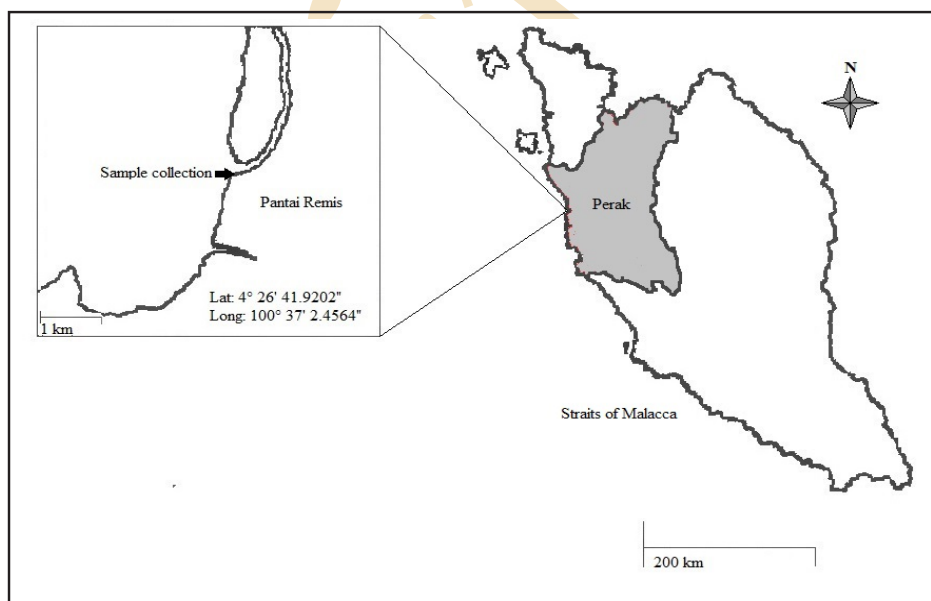 N
Sample collection
Pantai Remis
Perak
Lat: 4° 26' 41.9202"
Long: 100° 37' 2.4564"
1 km
Straits of Malacca
200 km